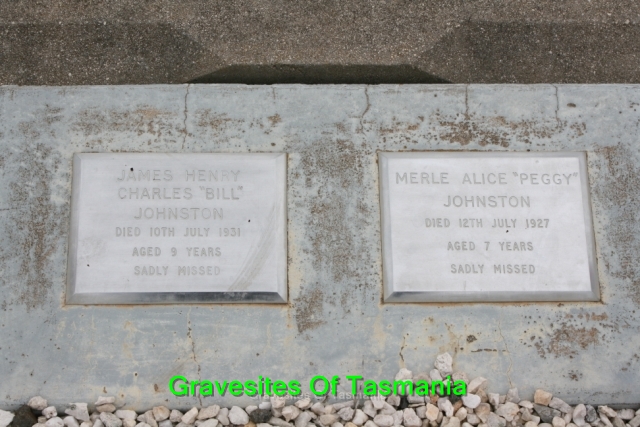 JAMES HENRY
CHARLES "BILL"
JOHNSTON
DIED 10TH JULY 1931
AGED 9 YEARS
SADLY MISSED
MERLE ALICE "PEGGY"
JOHNSTON
DIED 12TH JULY 1927
AGED 7 YEARS
SADLY MISSED
Gravesites Of Tasmania